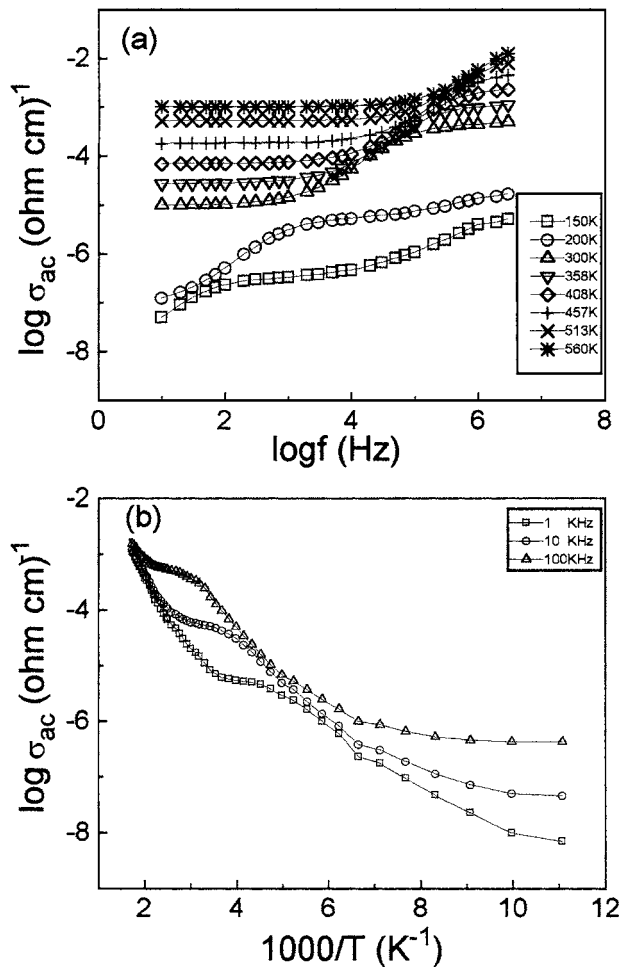 (a)
-2
-4
-6
-8
log σac (ohm cm)-1
150K
200K
300K
358K
408K
457K
513K
560K
0 2 4 6 8
logf (Hz)
(b)
-2
-4
-6
-8
log σac (ohm cm)-1
1 KHz
10 KHz
100KHz
2 4 6 8 10 12
1000/T (K-1)